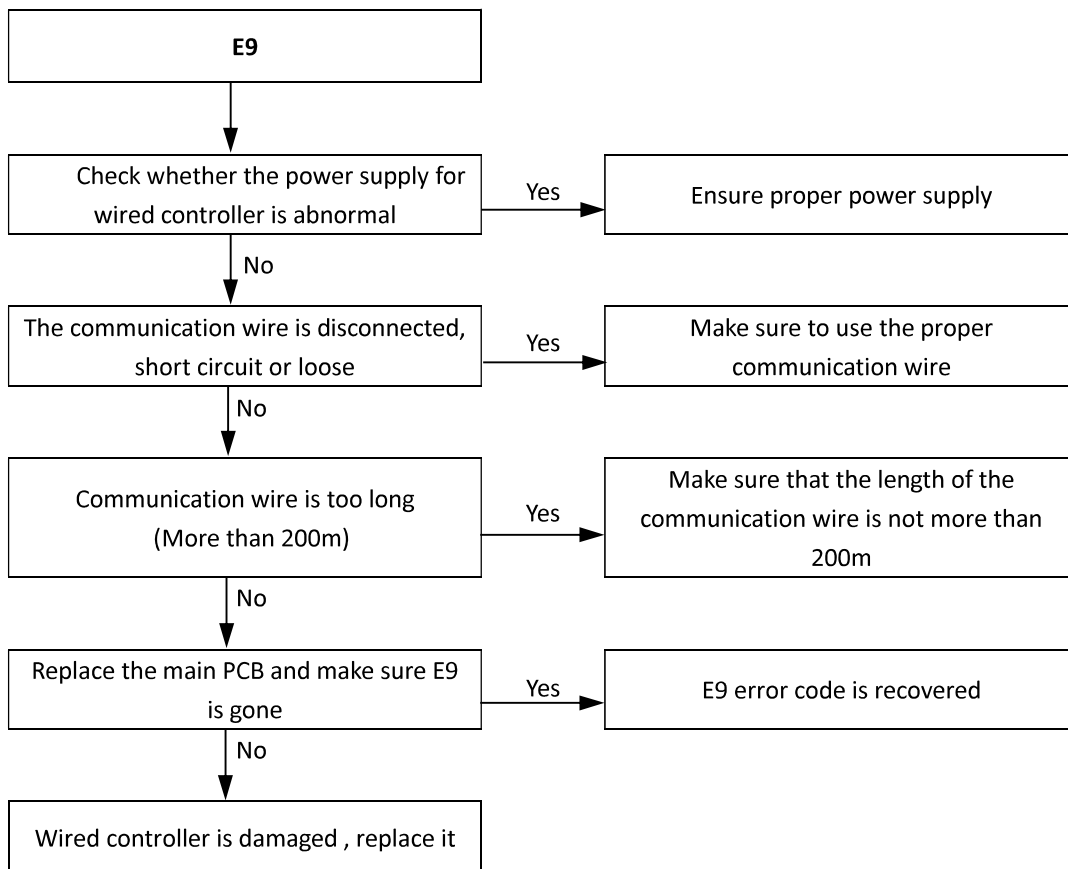 E9
Check whether the power supply for
wired controller is abnormal
Yes
Ensure proper power supply
No
The communication wire is disconnected,
short circuit or loose
Yes
Make sure to use the proper
communication wire
No
Communication wire is too long
(More than 200m)
Yes
Make sure that the length of the
communication wire is not more than
200m
No
Replace the main PCB and make sure E9
is gone
Yes
E9 error code is recovered
No
Wired controller is damaged , replace it